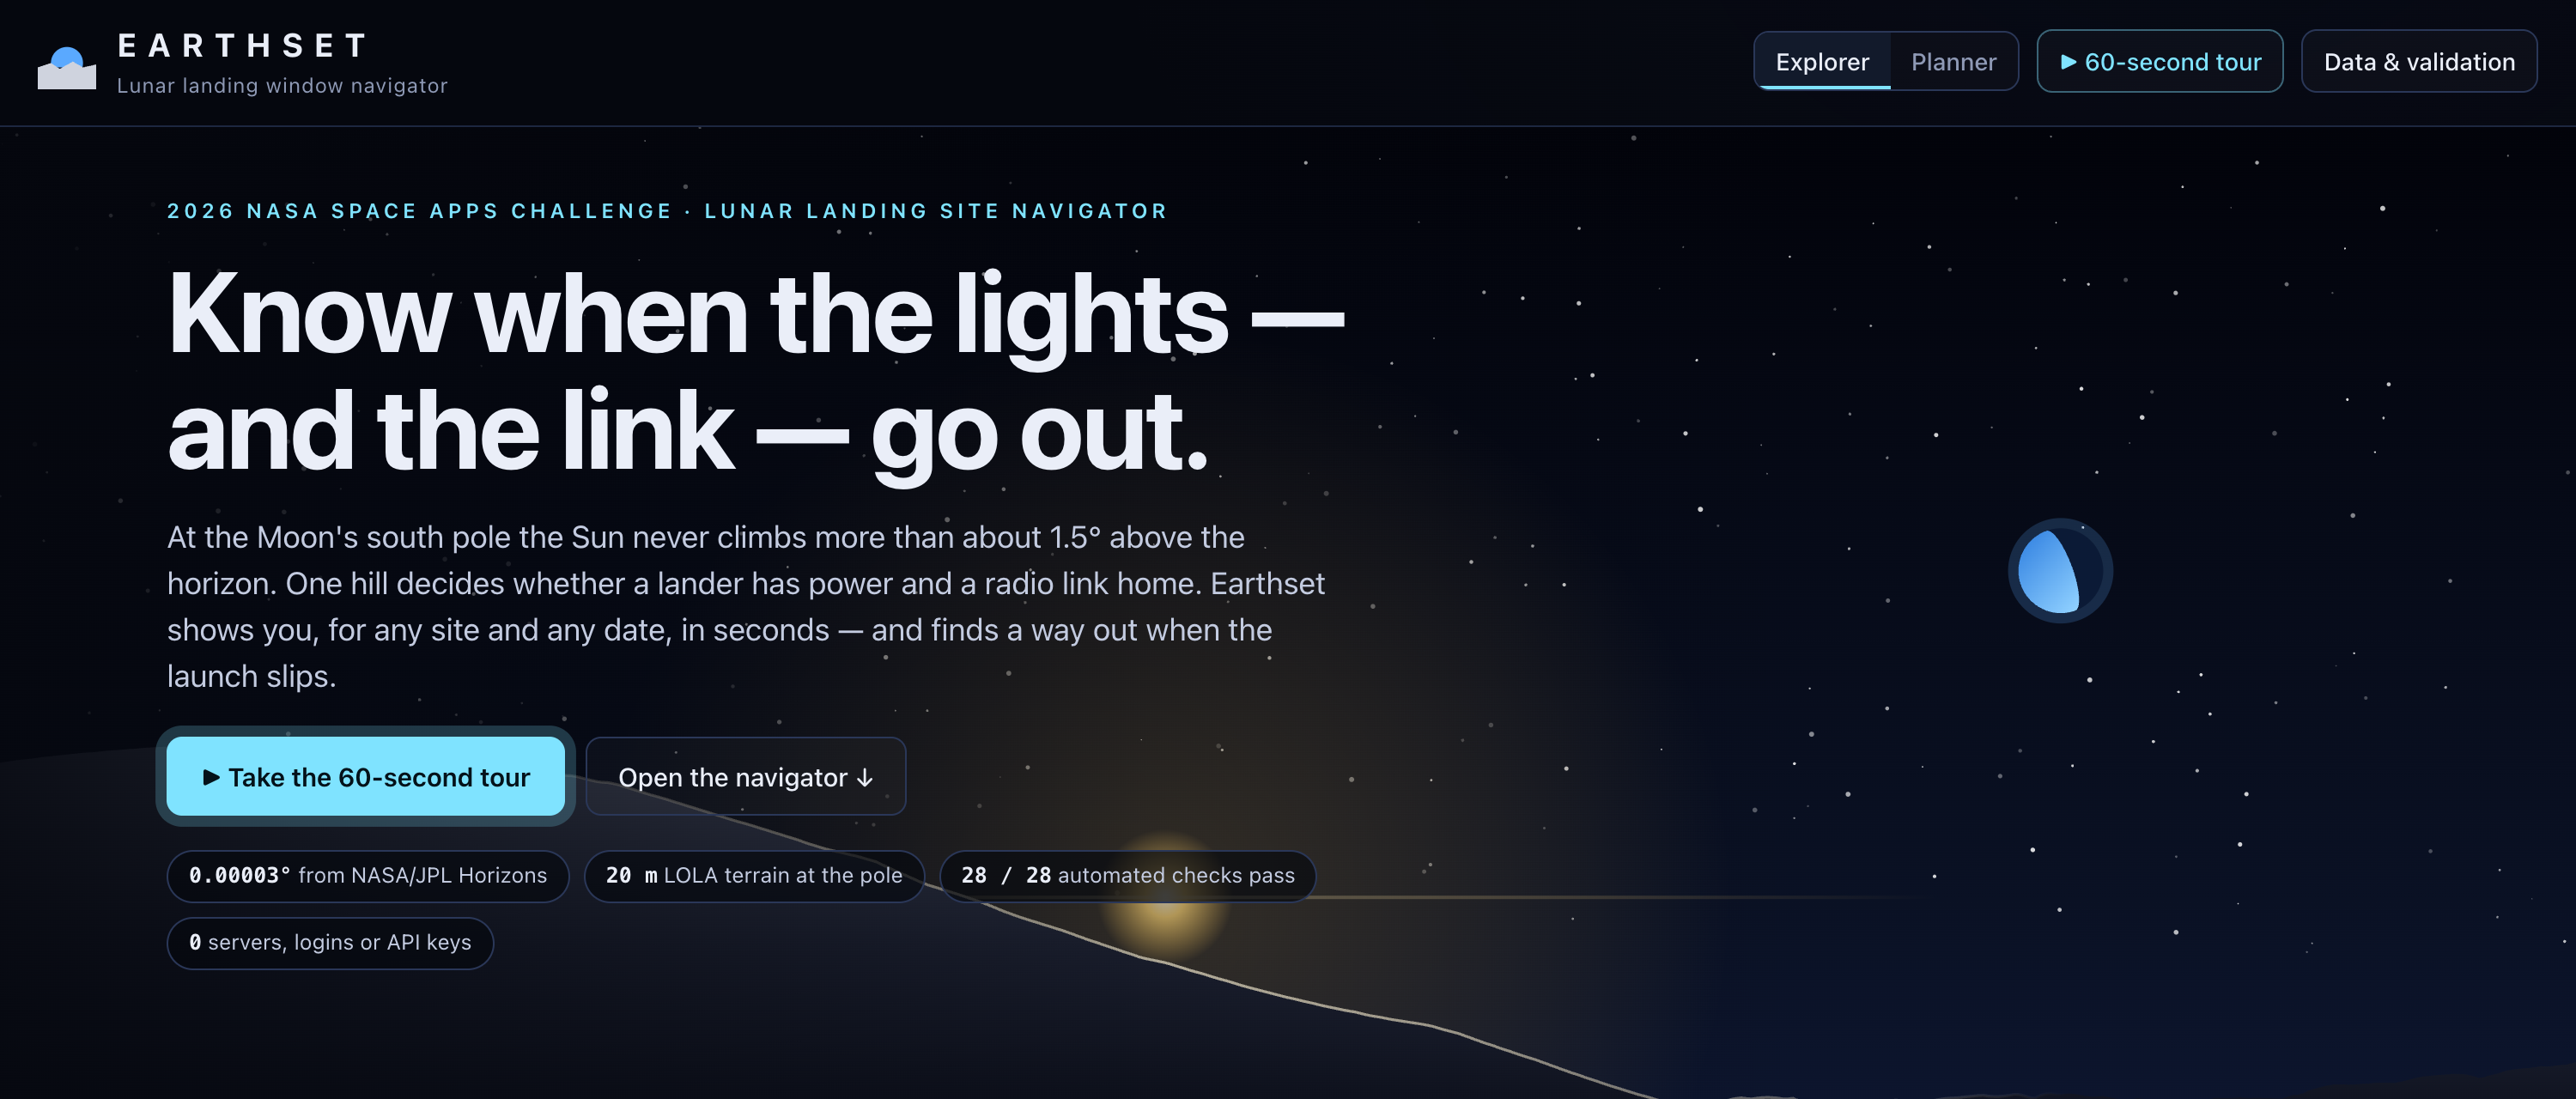 EARTHSET
Lunar landing window navigator
Explorer
Planner
▶ 60-second tour
Data & validation
2026 NASA SPACE APPS CHALLENGE · LUNAR LANDING SITE NAVIGATOR
Know when the lights —
and the link — go out.
At the Moon's south pole the Sun never climbs more than about 1.5° above the
horizon. One hill decides whether a lander has power and a radio link home. Earthset
shows you, for any site and any date, in seconds — and finds a way out when the
launch slips.
▶ Take the 60-second tour
Open the navigator ↓
0.00003° from NASA/JPL Horizons
20 m LOLA terrain at the pole
28 / 28 automated checks pass
0 servers, logins or API keys